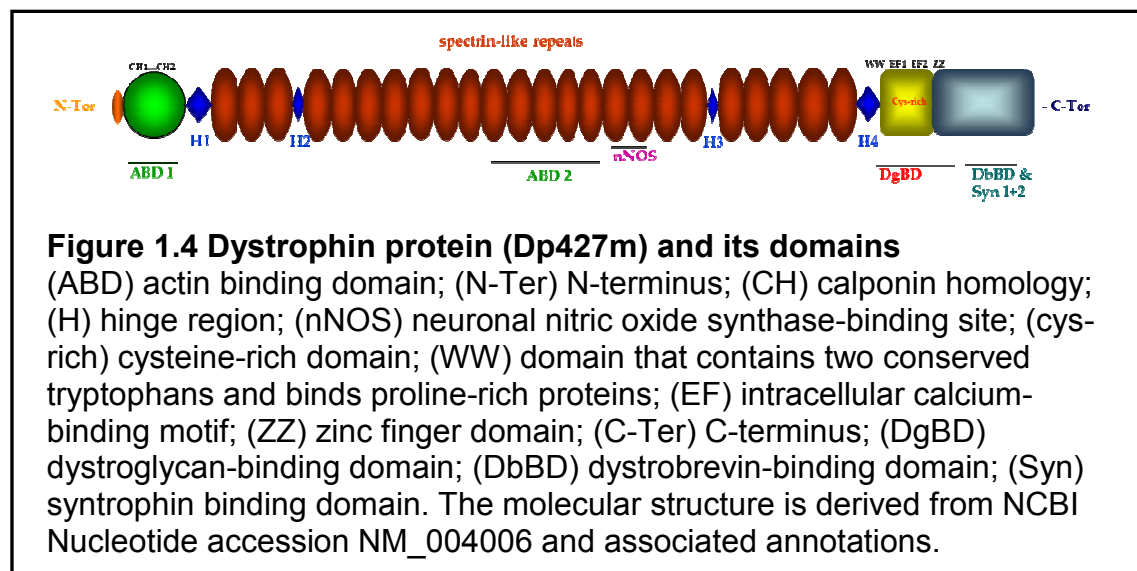 spectrin-like repeats
CH1 CH2
WW EF1 EF2 ZZ
N-Ter
Cys-rich
- C-Ter
H1
H2
H3
H4
nNOS
ABD 1
ABD 2
DgBD
DbBD &
Syn 1+2
Figure 1.4 Dystrophin protein (Dp427m) and its domains
(ABD) actin binding domain; (N-Ter) N-terminus; (CH) calponin homology;
(H) hinge region; (nNOS) neuronal nitric oxide synthase-binding site; (cys-
rich) cysteine-rich domain; (WW) domain that contains two conserved
tryptophans and binds proline-rich proteins; (EF) intracellular calcium-
binding motif; (ZZ) zinc finger domain; (C-Ter) C-terminus; (DgBD)
dystroglycan-binding domain; (DbBD) dystrobrevin-binding domain; (Syn)
syntrophin binding domain. The molecular structure is derived from NCBI
Nucleotide accession NM_004006 and associated annotations.